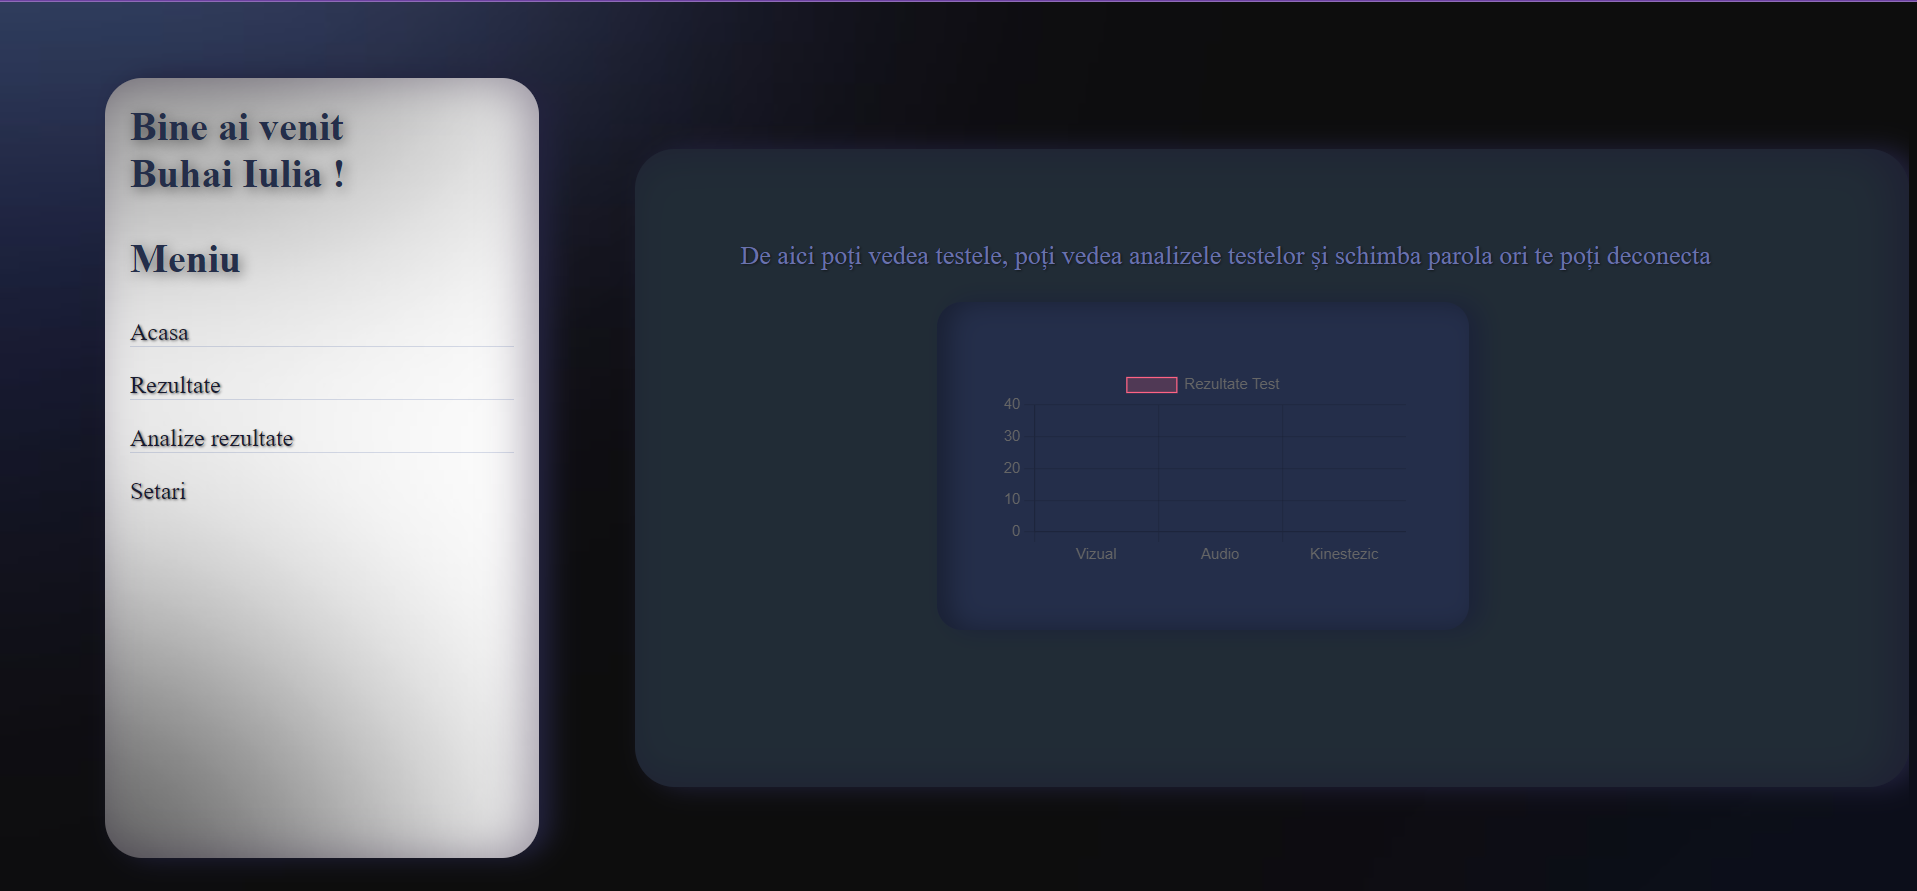 Bine ai venit
Buhai Iulia !
Meniu
Acasa
Rezultate
Analize rezultate
Setari
De aici poți vedea testele, poți vedea analizele testelor și schimba parola ori te poți deconecta
Rezultate Test
40
30
20
10
0
Vizual Audio Kinestezic